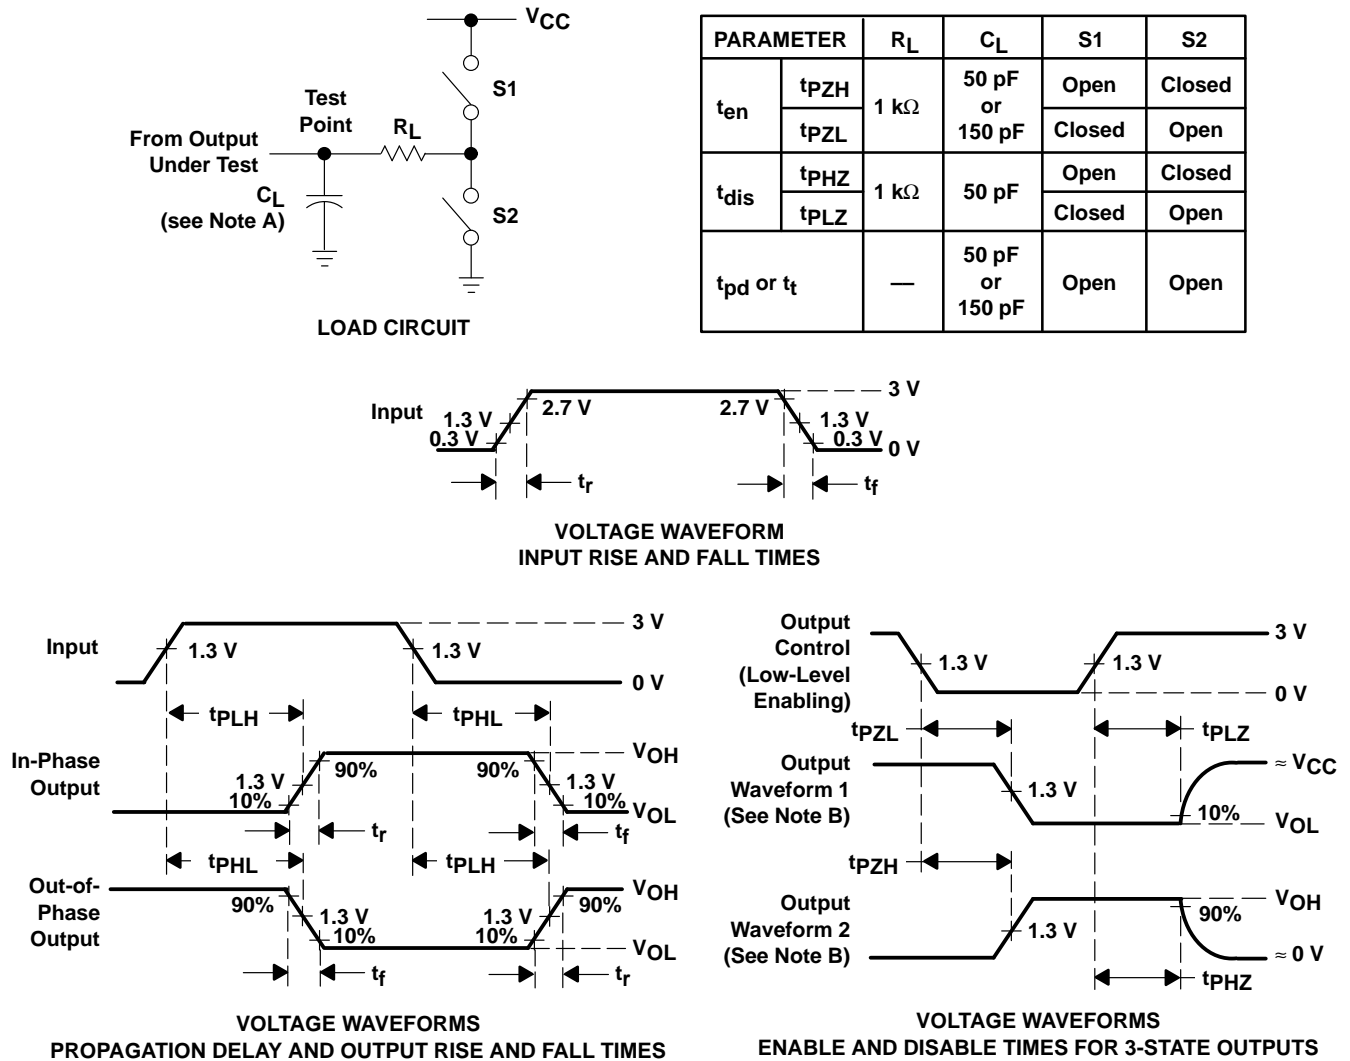 VCC
S1
Test
Point
RL
From Output
Under Test
CL
(see Note A)
S2
LOAD CIRCUIT
PARAMETER RL CL S1 S2
ten tPZH 1 kΩ 50 pF or 150 pF Open Closed
tPZL Closed Open
tdis tPHZ 1 kΩ 50 pF Open Closed
tPLZ Closed Open
tpd or tt — 50 pF or 150 pF Open Open
Input
1.3 V
0.3 V
2.7 V
2.7 V
3 V
1.3 V
0.3 V
0 V
tr
tf
VOLTAGE WAVEFORM
INPUT RISE AND FALL TIMES
Input
1.3 V
1.3 V
3 V
0 V
tPLH
tPHL
In-Phase
Output
1.3 V
10%
90%
90%
VOH
1.3 V
10%
VOL
tr
tf
tPHL
tPLH
Out-of-
Phase
Output
90%
1.3 V
10%
1.3 V
10%
VOH
90%
VOL
tf
tr
VOLTAGE WAVEFORMS
PROPAGATION DELAY AND OUTPUT RISE AND FALL TIMES
Output
Control
(Low-Level
Enabling)
1.3 V
1.3 V
3 V
0 V
tPZL
tPLZ
Output
Waveform 1
(See Note B)
1.3 V
≈ VCC
10%
VOL
tPZH
Output
Waveform 2
(See Note B)
1.3 V
VOH
90%
≈ 0 V
tPHZ
VOLTAGE WAVEFORMS
ENABLE AND DISABLE TIMES FOR 3-STATE OUTPUTS